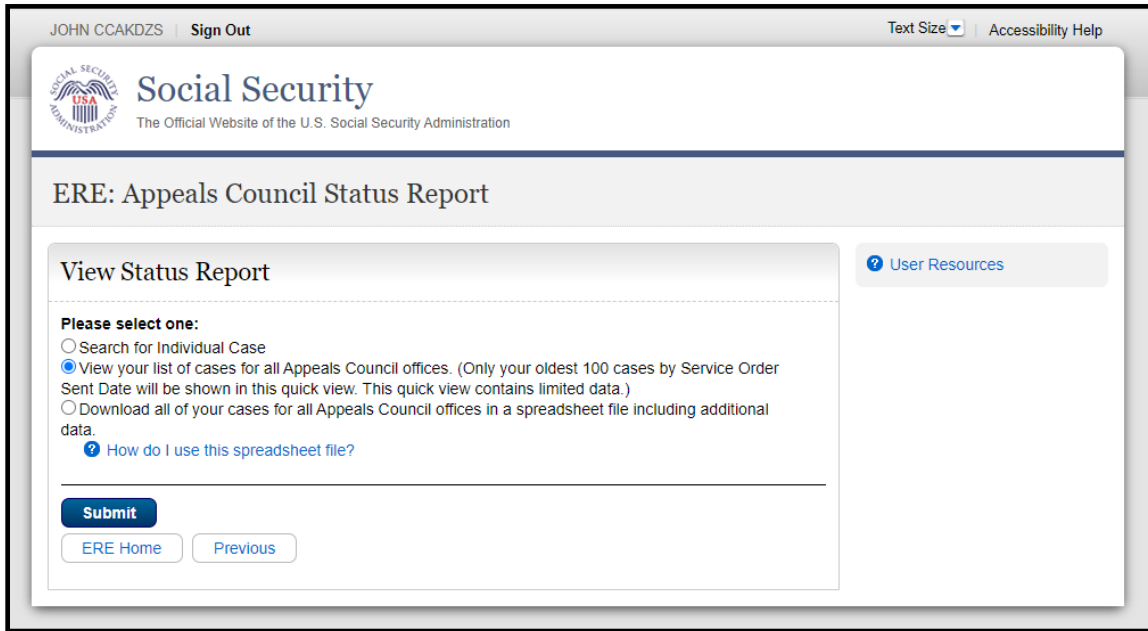 JOHN CCAKDZS | Sign Out
Text Size | Accessibility Help
SOCIAL SECURITY ADMINISTRATION
USA
Social Security
The Official Website of the U.S. Social Security Administration
ERE: Appeals Council Status Report
View Status Report
Please select one:
Search for Individual Case
View your list of cases for all Appeals Council offices. (Only your oldest 100 cases by Service Order
Sent Date will be shown in this quick view. This quick view contains limited data.)
Download all of your cases for all Appeals Council offices in a spreadsheet file including additional
data.
? How do I use this spreadsheet file?
Submit
ERE Home
Previous
? User Resources